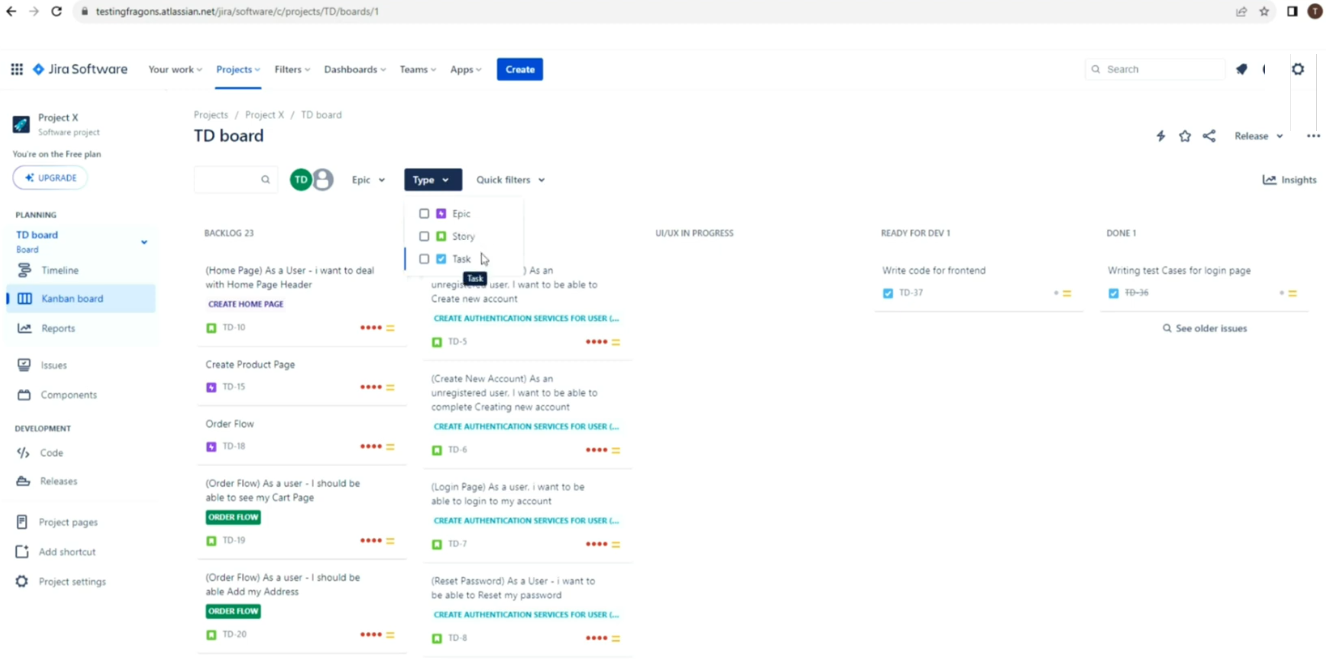 testingfragons.atlassian.net/jira/software/c/projects/TD/boards/1
T
Jira Software
Your work
Projects
Filters
Dashboards
Teams
Apps
Create
Search
Project X
Software project
You're on the Free plan
UPGRADE
PLANNING
TD board
Board
Timeline
Kanban board
Reports
Issues
Components
DEVELOPMENT
Code
Releases
Project pages
Add shortcut
Project settings
Projects / Project X / TD board
TD board
Release
TD
Epic
Type
Quick filters
Insights
Epic
Story
Task
Task
BACKLOG 23
(Home Page) As a User - i want to deal
with Home Page Header
CREATE HOME PAGE
TD-10
Create Product Page
TD-15
Order Flow
TD-18
(Order Flow) As a user - I should be
able to see my Cart Page
ORDER FLOW
TD-19
(Order Flow) As a user - I should be
able Add my Address
ORDER FLOW
TD-20
) As an
unregistered user, I want to be able to
Create new account
CREATE AUTHENTICATION SERVICES FOR USER (...
TD-5
(Create New Account) As an
unregistered user, I want to be able to
complete Creating new account
CREATE AUTHENTICATION SERVICES FOR USER (...
TD-6
(Login Page) As a user, i want to be
able to login to my account
CREATE AUTHENTICATION SERVICES FOR USER (...
TD-7
(Reset Password) As a User - i want to
be able to Reset my password
CREATE AUTHENTICATION SERVICES FOR USER (...
TD-8
UI/UX IN PROGRESS
READY FOR DEV 1
Write code for frontend
TD-37
DONE 1
Writing test Cases for login page
TD-36
See older issues